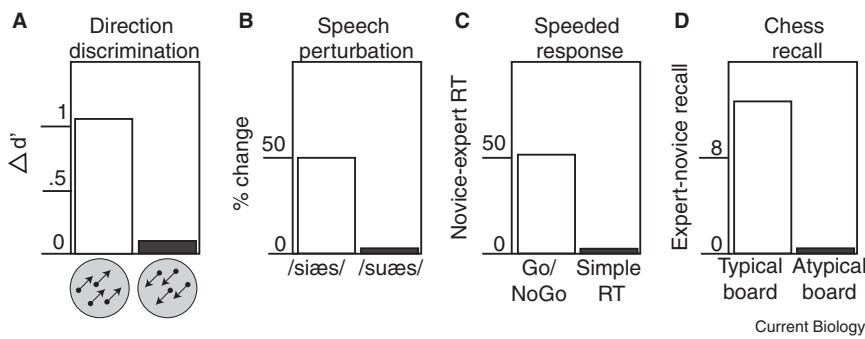 A
Direction
discrimination
△ d'
1
.5
0
B
Speech
perturbation
% change
50
0
/siæs/ /suæs/
C
Speeded
response
Novice-expert RT
50
0
Go/ Simple
NoGo RT
D
Chess
recall
Expert-novice recall
8
0
Typical Atypical
board board
Current Biology